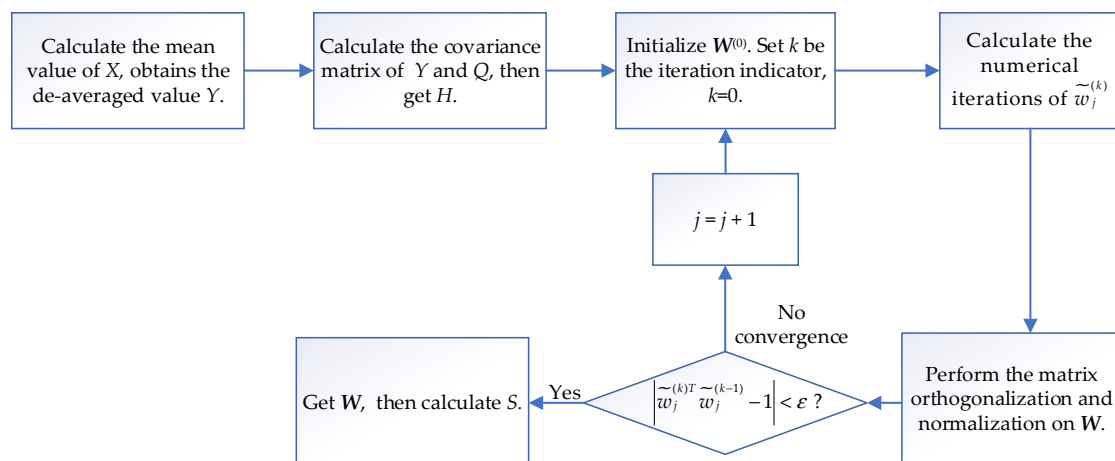 Calculate the mean
value of X, obtains the
de-averaged value Y.
Calculate the covariance
matrix of Y and Q, then
get H.
Initialize W⁽⁰⁾. Set k be
the iteration indicator,
k=0.
Calculate the
numerical
iterations of w̃ⱼ⁽ᵏ⁾
j = j + 1
No
convergence
Perform the matrix
orthogonalization and
normalization on W.
|w̃ⱼ⁽ᵏ⁾ᵀ w̃ⱼ⁽ᵏ⁻¹⁾ −1| < ε ?
Yes
Get W, then calculate S.